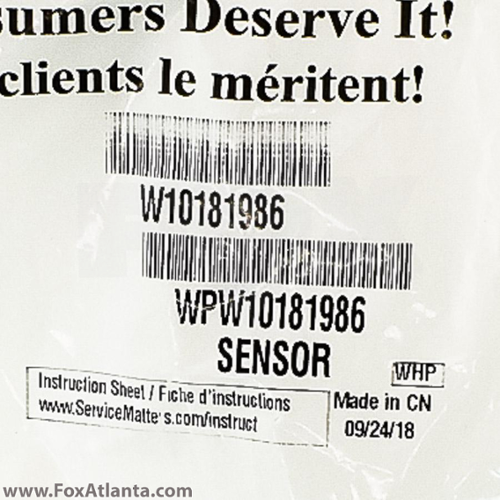 sumers Deserve It!
clients le méritent!
W10181986
WPW10181986
SENSOR
WHP
Instruction Sheet / Fiche d'instructions
www.ServiceMatte's.com/instruct
Made in CN
09/24/18
www.FoxAtlanta.com